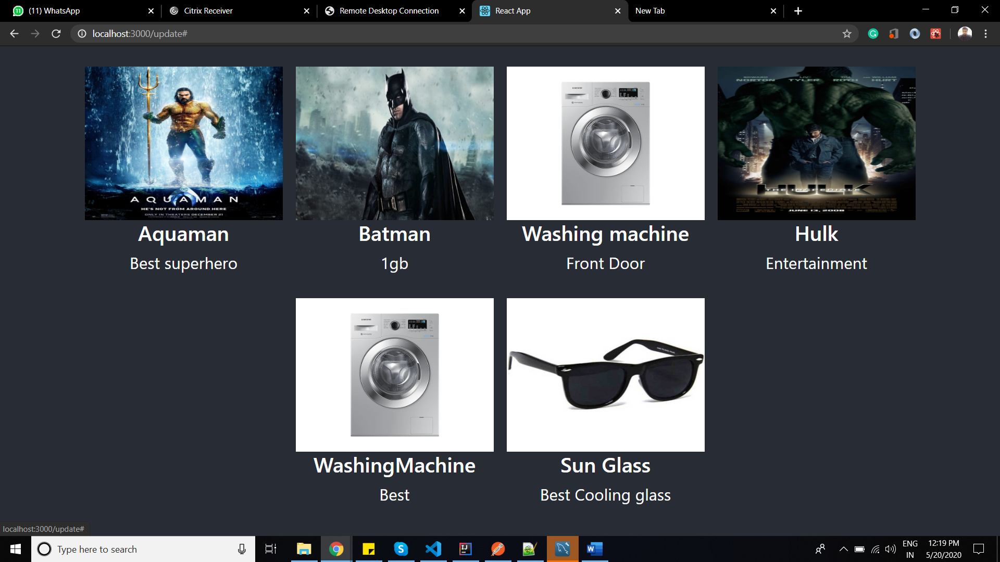 (11) WhatsApp
Citrix Receiver
Remote Desktop Connection
React App
New Tab
localhost:3000/update#
AQUAMAN
HE'S NOT FROM AROUND HERE
ONLY IN THEATERS DECEMBER 21
SAMSUNG
EDWARD NORTON LIV TYLER TIM ROTH WILLIAM HURT
HULK
THE INCREDIBLE
JUNE 13, 2008
Aquaman
Batman
Washing machine
Hulk
Best superhero
1gb
Front Door
Entertainment
SAMSUNG
WashingMachine
Sun Glass
Best
Best Cooling glass
localhost:3000/update#
Type here to search
ENG
IN
12:19 PM
5/20/2020